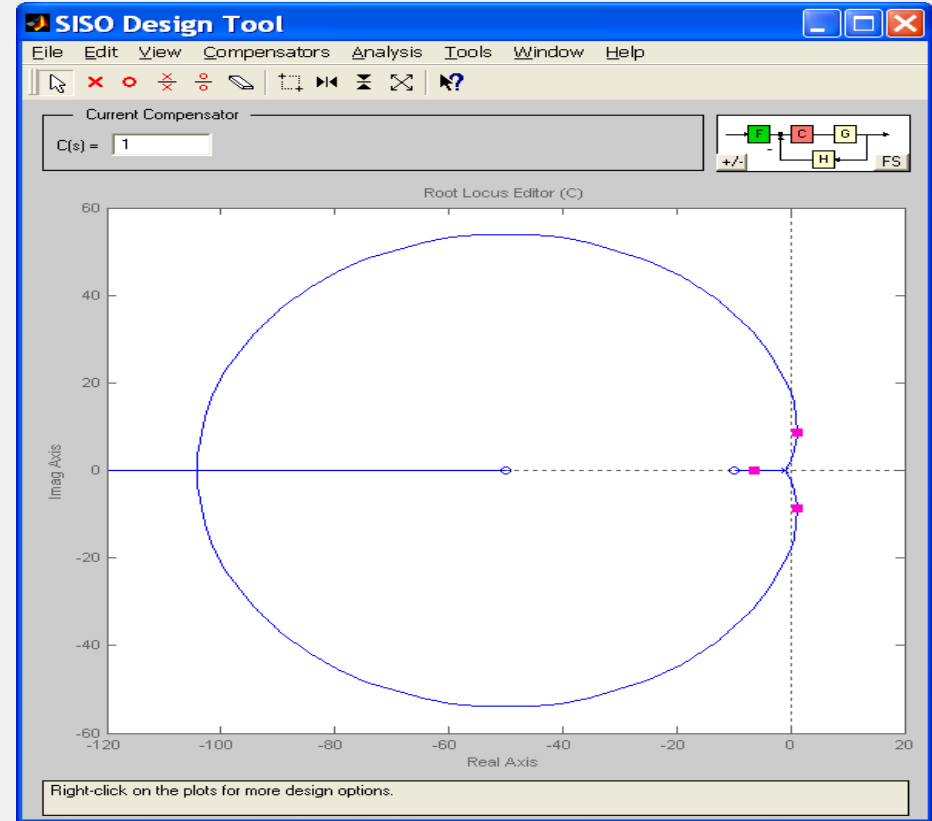 SISO Design Tool
File Edit View Compensators Analysis Tools Window Help
Current Compensator
C(s) = 1
F C G
H
+/- FS
Root Locus Editor (C)
60
40
20
0
-20
-40
-60
Imag Axis
-120 -100 -80 -60 -40 -20 0 20
Real Axis
Right-click on the plots for more design options.